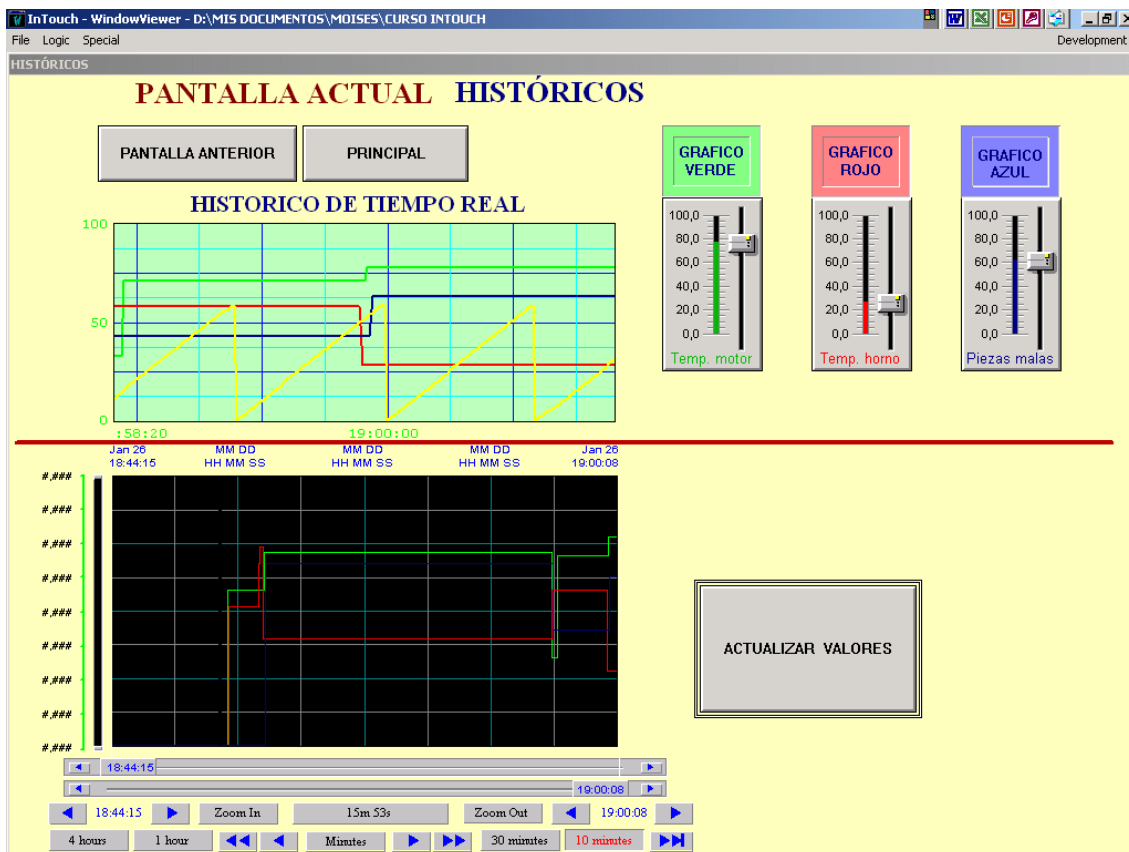 InTouch - WindowViewer - D:\MIS DOCUMENTOS\MOISES\CURSO INTOUCH
File Logic Special Development
HISTÓRICOS
PANTALLA ACTUAL HISTÓRICOS
PANTALLA ANTERIOR PRINCIPAL
GRAFICO VERDE
GRAFICO ROJO
GRAFICO AZUL
HISTORICO DE TIEMPO REAL
100
50
0
:58:20 19:00:00
100,0 100,0 100,0
80,0 80,0 80,0
60,0 60,0 60,0
40,0 40,0 40,0
20,0 20,0 20,0
0,0 0,0 0,0
Temp. motor Temp. horno Piezas malas
Jan 26 MM DD MM DD MM DD Jan 26
18:44:15 HH MM SS HH MM SS HH MM SS 19:00:08
#,###
#,###
#,###
#,###
#,###
#,###
#,###
#,###
#,###
ACTUALIZAR VALORES
18:44:15
19:00:08
18:44:15 Zoom In 15m 53s Zoom Out 19:00:08
4 hours 1 hour Minutes 30 minutes 10 minutes